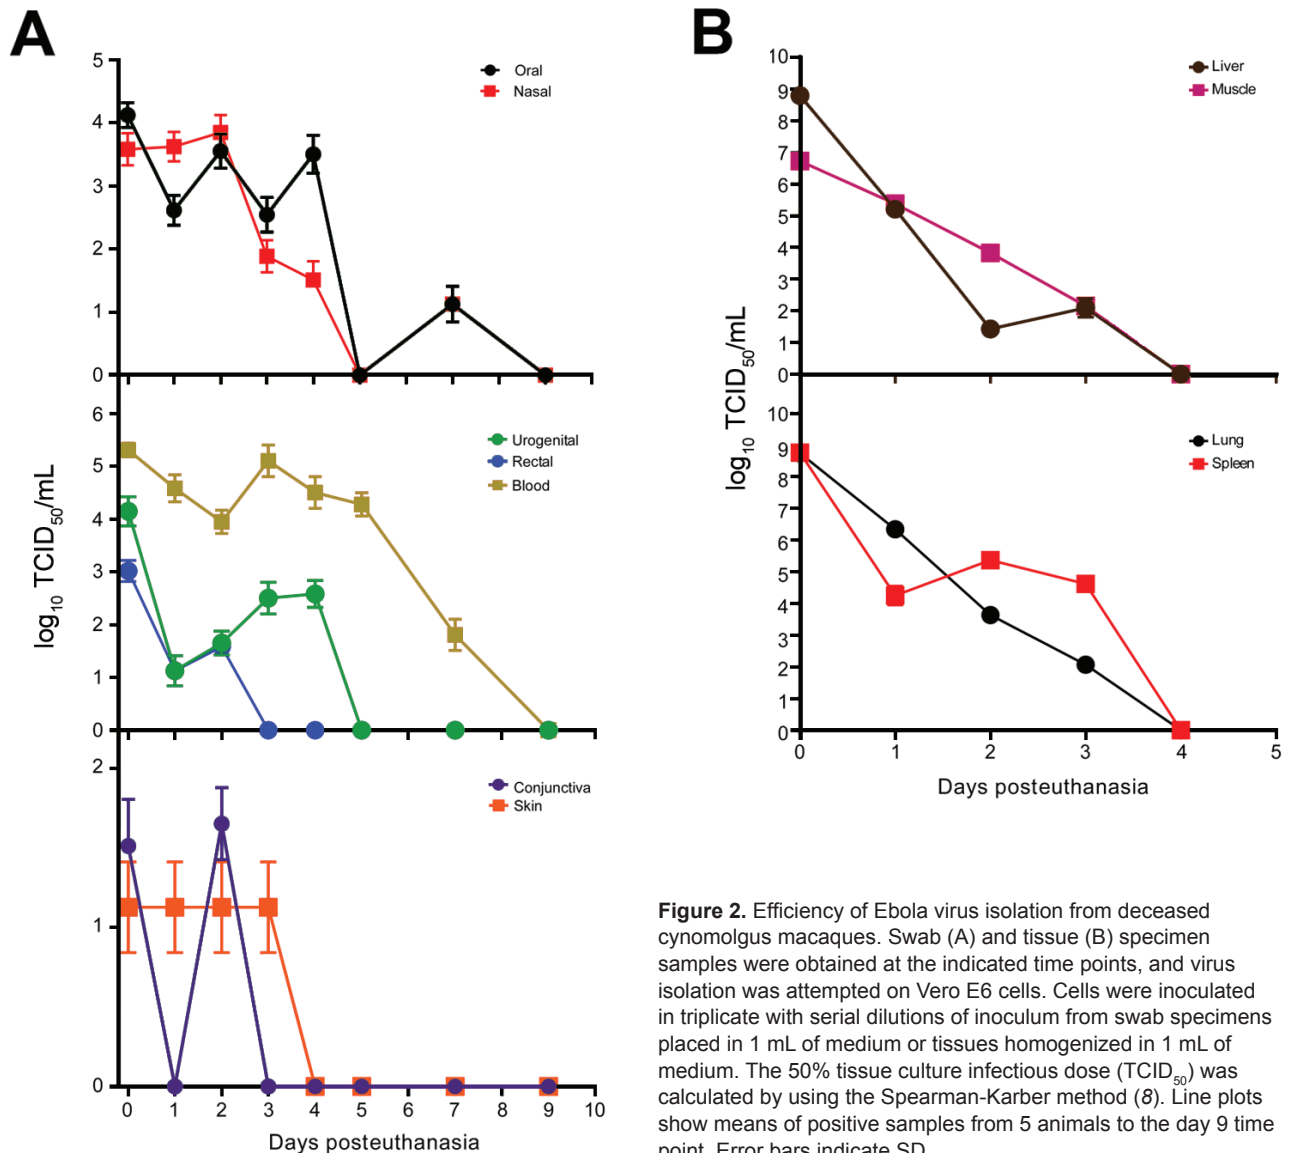 A
5
4
3
2
1
0
Oral
Nasal
6
5
4
3
2
1
0
Urogenital
Rectal
Blood
log10 TCID50/mL
2
1
0
Conjunctiva
Skin
0 1 2 3 4 5 6 7 8 9 10
Days posteuthanasia
B
10
9
8
7
6
5
4
3
2
1
0
Liver
Muscle
log10 TCID50/mL
10
9
8
7
6
5
4
3
2
1
0
Lung
Spleen
0 1 2 3 4 5
Days posteuthanasia
Figure 2. Efficiency of Ebola virus isolation from deceased
cynomolgus macaques. Swab (A) and tissue (B) specimen
samples were obtained at the indicated time points, and virus
isolation was attempted on Vero E6 cells. Cells were inoculated
in triplicate with serial dilutions of inoculum from swab specimens
placed in 1 mL of medium or tissues homogenized in 1 mL of
medium. The 50% tissue culture infectious dose (TCID50) was
calculated by using the Spearman-Karber method (8). Line plots
show means of positive samples from 5 animals to the day 9 time
point. Error bars indicate SD